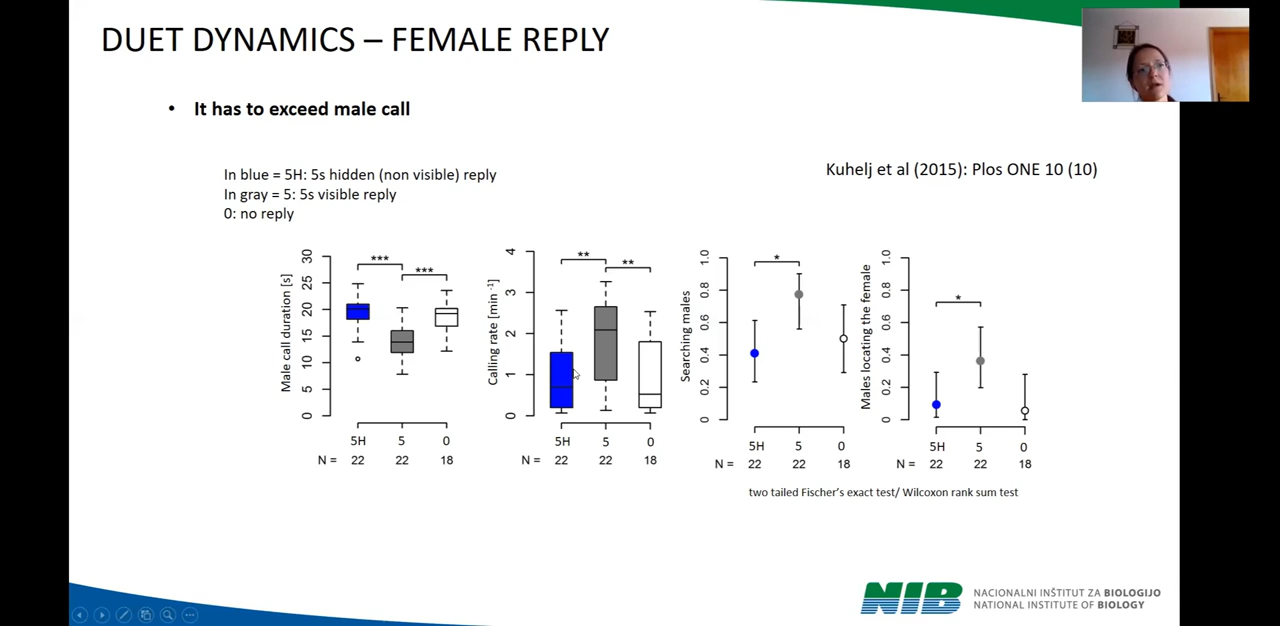 DUET DYNAMICS – FEMALE REPLY
• It has to exceed male call
In blue = 5H: 5s hidden (non visible) reply
In gray = 5: 5s visible reply
0: no reply
Kuhelj et al (2015): Plos ONE 10 (10)
Male call duration [s]
30
25
20
15
10
5
0
***
***
5H 5 0
N = 22 22 18
Calling rate [min -1]
4
3
2
1
0
**
**
5H 5 0
N = 22 22 18
Searching males
1.0
0.8
0.6
0.4
0.2
0
*
5H 5 0
N = 22 22 18
Males locating the female
1.0
0.8
0.6
0.4
0.2
0
*
5H 5 0
N = 22 22 18
two tailed Fischer's exact test/ Wilcoxon rank sum test
NIB
NACIONALNI INŠTITUT ZA BIOLOGIJO
NATIONAL INSTITUTE OF BIOLOGY